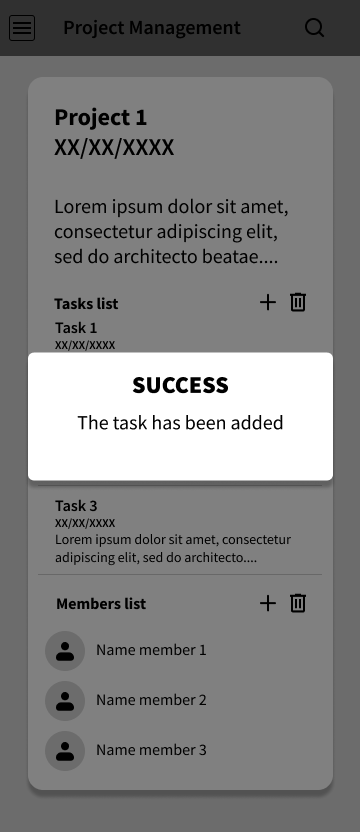 Project Management
Project 1
XX/XX/XXXX
Lorem ipsum dolor sit amet,
consectetur adipiscing elit,
sed do architecto beatae....
Tasks list
Task 1
XX/XX/XXXX
SUCCESS
The task has been added
Task 3
XX/XX/XXXX
Lorem ipsum dolor sit amet, consectetur
adipiscing elit, sed do architecto....
Members list
Name member 1
Name member 2
Name member 3